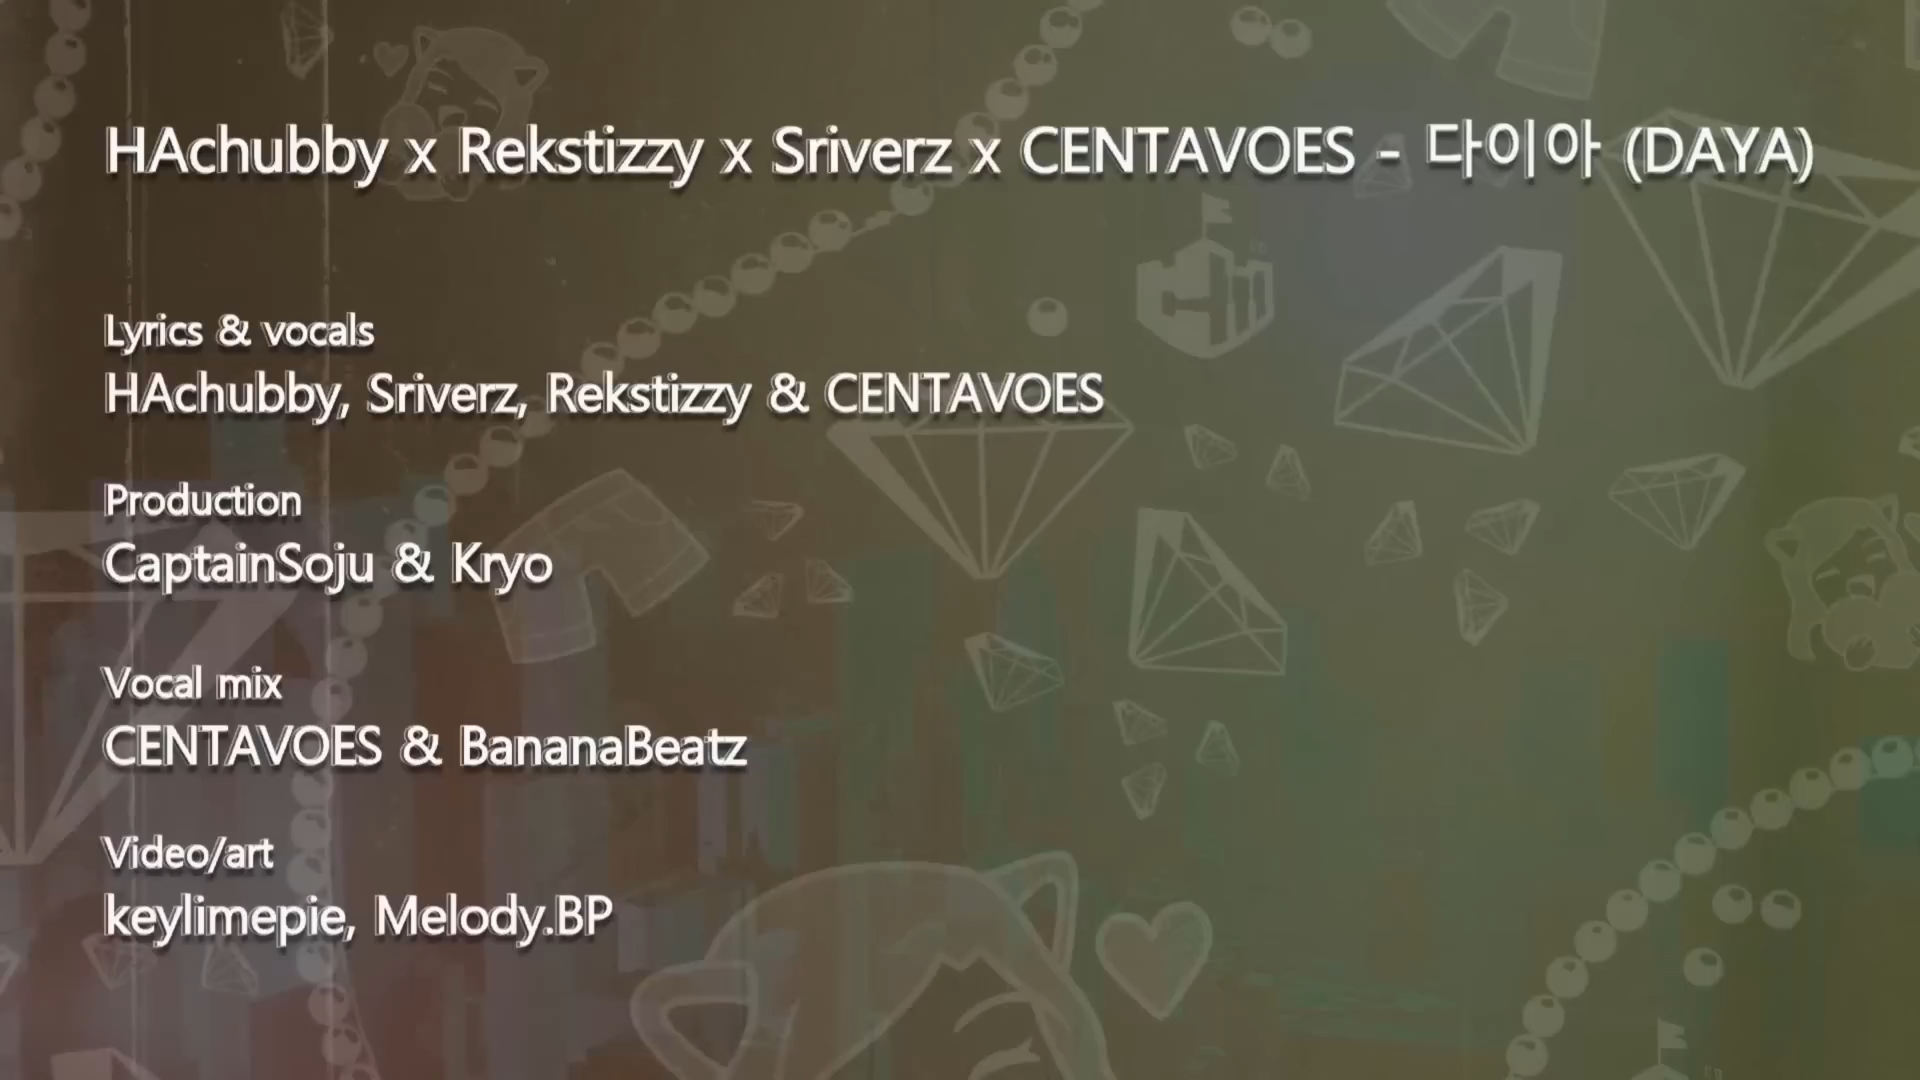 HAchubby x Rekstizzy x Sriverz x CENTAVOES - 다이아 (DAYA)
Lyrics & vocals
HAchubby, Sriverz, Rekstizzy & CENTAVOES
Production
CaptainSoju & Kryo
Vocal mix
CENTAVOES & BananaBeatz
Video/art
keylimepie, Melody.BP